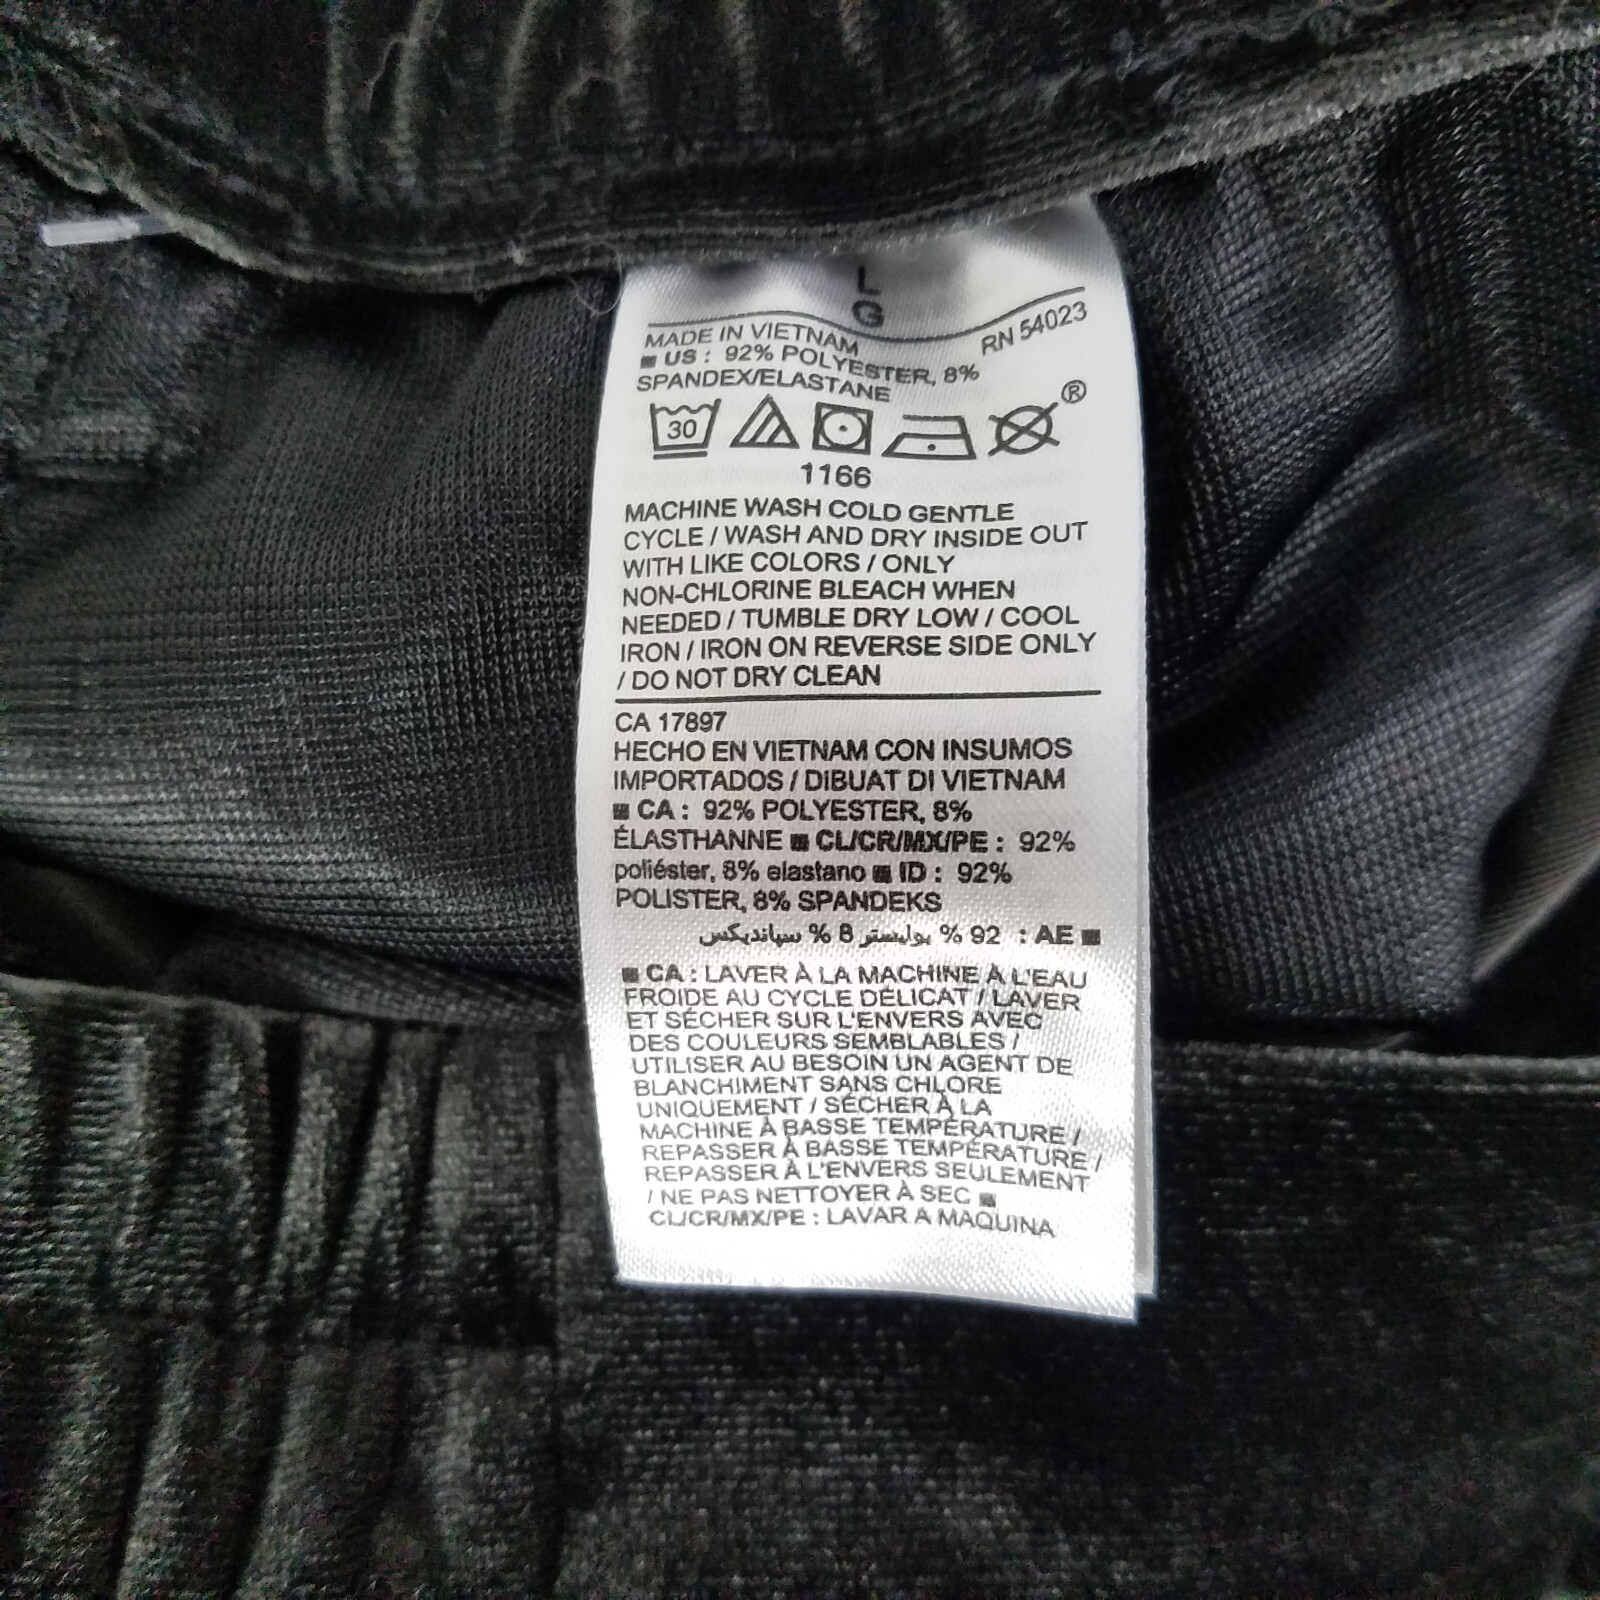 L
G
MADE IN VIETNAM RN 54023
■ US : 92% POLYESTER, 8%
SPANDEX/ELASTANE
30 ®
1166
MACHINE WASH COLD GENTLE
CYCLE / WASH AND DRY INSIDE OUT
WITH LIKE COLORS / ONLY
NON-CHLORINE BLEACH WHEN
NEEDED / TUMBLE DRY LOW / COOL
IRON / IRON ON REVERSE SIDE ONLY
/ DO NOT DRY CLEAN
CA 17897
HECHO EN VIETNAM CON INSUMOS
IMPORTADOS / DIBUAT DI VIETNAM
■ CA : 92% POLYESTER, 8%
ÉLASTHANNE ■ CL/CR/MX/PE : 92%
poliéster, 8% elastano ■ ID : 92%
POLISTER, 8% SPANDEKS
■ AE : 92 % بوليستر 8 % سباندیکس
■ CA : LAVER À LA MACHINE À L'EAU
FROIDE AU CYCLE DÉLICAT / LAVER
ET SÉCHER SUR L'ENVERS AVEC
DES COULEURS SEMBLABLES /
UTILISER AU BESOIN UN AGENT DE
BLANCHIMENT SANS CHLORE
UNIQUEMENT / SÉCHER À LA
MACHINE À BASSE TEMPÉRATURE /
REPASSER À BASSE TEMPÉRATURE /
REPASSER À L'ENVERS SEULEMENT
/ NE PAS NETTOYER À SEC ■
CL/CR/MX/PE : LAVAR A MAQUINA